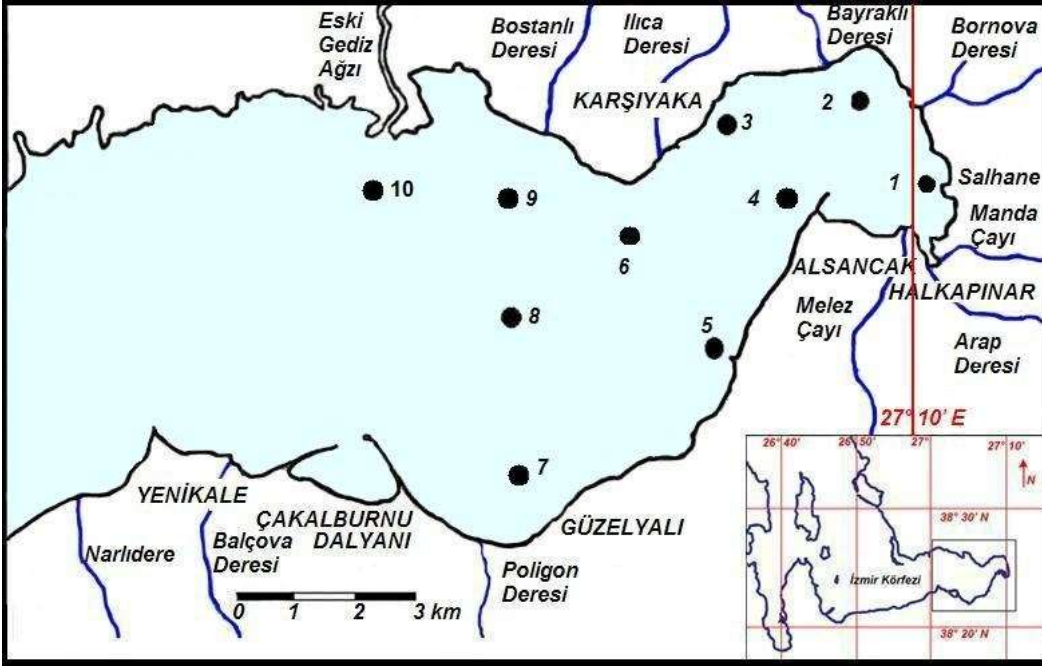 Eski
Gediz
Ağzı
Bostanlı
Deresi
Ilıca
Deresi
Bayraklı
Deresi
Bornova
Deresi
KARŞIYAKA
2
3
1
Salhane
10
9
4
Manda
Çayı
6
ALSANCAK
HALKAPINAR
8
Melez
Çayı
5
Arap
Deresi
27° 10' E
7
YENİKALE
ÇAKALBURNU
DALYANI
GÜZELYALI
Narlıdere
Balçova
Deresi
Poligon
Deresi
0 1 2 3 km
26° 40' 26° 50' 27° 27° 10'
N
38° 30' N
İzmir Körfezi
38° 20' N